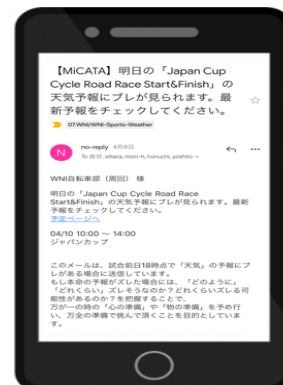 【MiCATA】明日の「Japan Cup
Cycle Road Race Start&Finish」の
天気予報にブレが見られます。最
新予報をチェックしてください。
07.WNI/WNI-Sports-Weather
N
no-reply 4月9日
To 自分, attara, mizo-h, horiuchi, yoshito
WNI自転車部（周回） 様
明日の「Japan Cup Cycle Road Race
Start&Finish」の天気予報にブレが見られます。最新
予報をチェックしてください。
予定ページへ
04/10 10:00 ～ 14:00
ジャパンカップ
このメールは、試合前日18時点で「天気」の予報にブ
レがある場合に送信しています。
もし本命の予報がズレた場合には、「どのように」
「どれくらい」ズレそうなのか？どれくらいズレる可
能性があるのか？を把握することで、
万が一の時の「心の準備」や「物の準備」を予め行
い、万全の準備で挑んで頂くことを目的としていま
す。